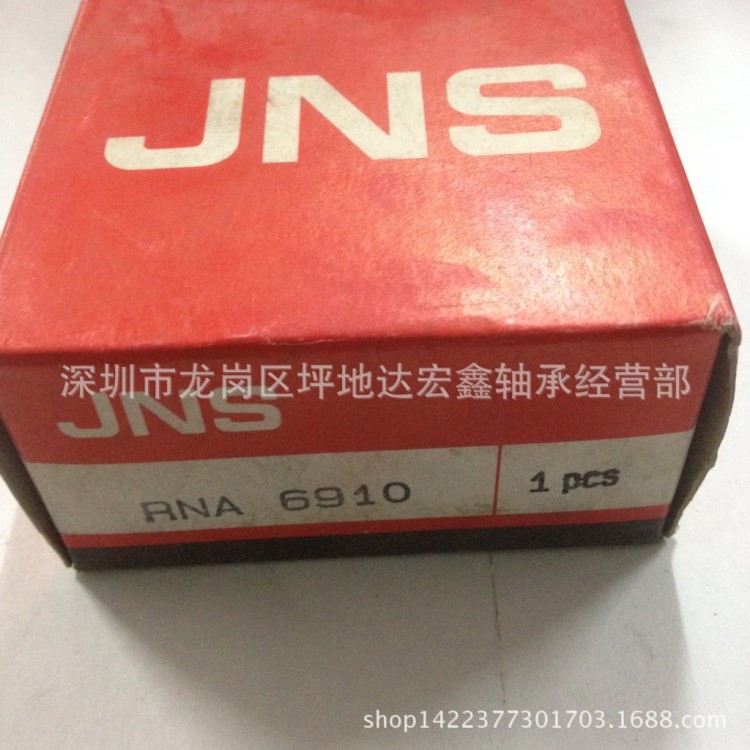 JNS
深圳市龙岗区坪地达宏鑫轴承经营部
JNS
RNA 6910
1 pcs
shop1422377301703.1688.com